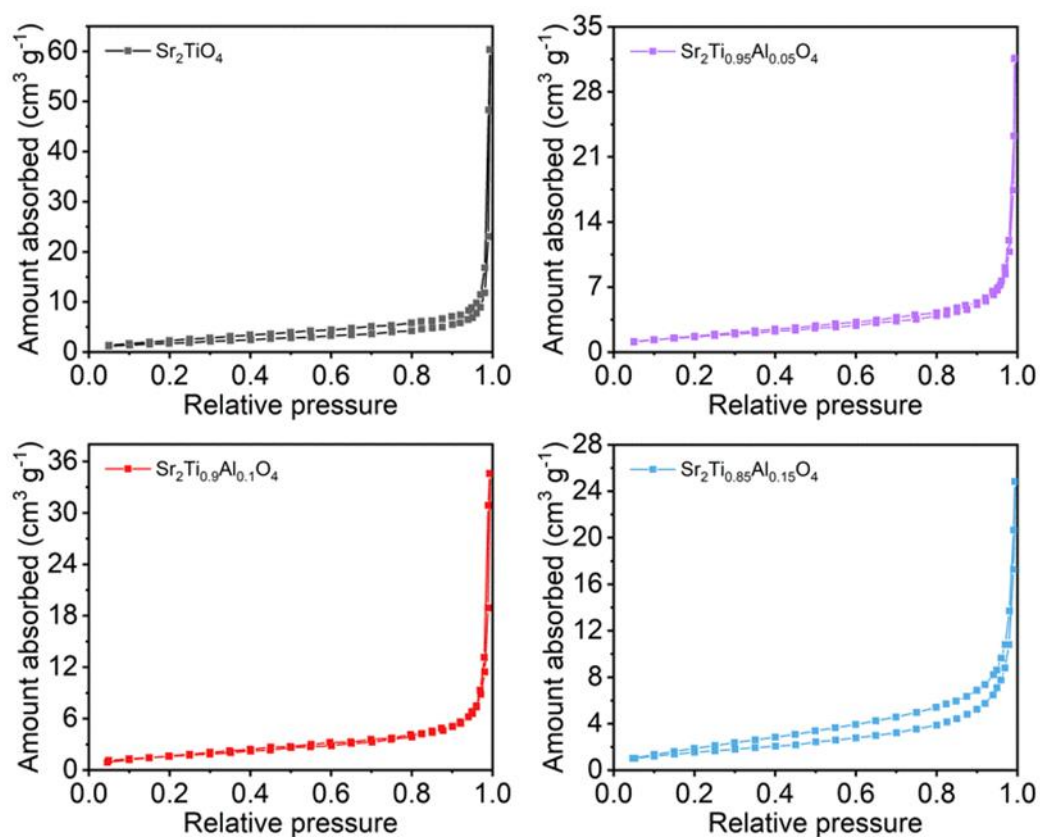 Sr₂TiO₄
Amount absorbed (cm³ g⁻¹)
60
50
40
30
20
10
0
0.0 0.2 0.4 0.6 0.8 1.0
Relative pressure
Sr₂Ti₀.₉₅Al₀.₀₅O₄
Amount absorbed (cm³ g⁻¹)
35
28
21
14
7
0
0.0 0.2 0.4 0.6 0.8 1.0
Relative pressure
Sr₂Ti₀.₉Al₀.₁O₄
Amount absorbed (cm³ g⁻¹)
36
30
24
18
12
6
0
0.0 0.2 0.4 0.6 0.8 1.0
Relative pressure
Sr₂Ti₀.₈₅Al₀.₁₅O₄
Amount absorbed (cm³ g⁻¹)
28
24
20
16
12
8
4
0
0.0 0.2 0.4 0.6 0.8 1.0
Relative pressure